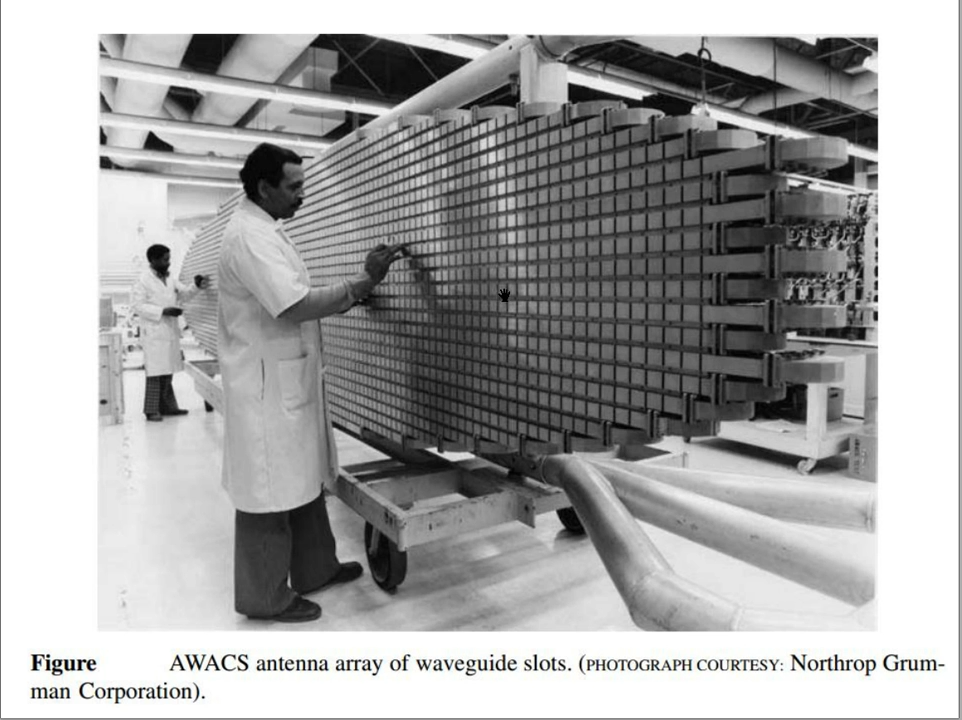 Figure AWACS antenna array of waveguide slots. (PHOTOGRAPH COURTESY: Northrop Grum-
man Corporation).